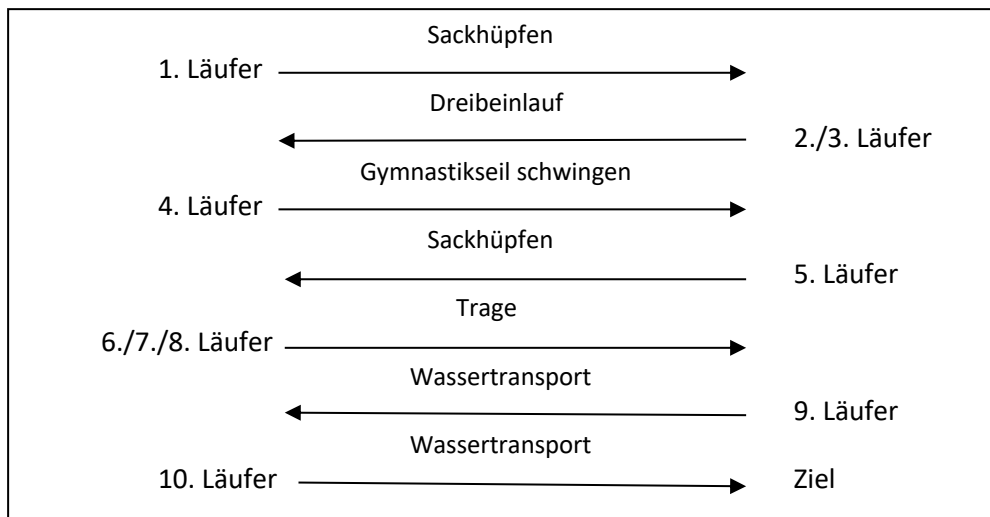 Sackhüpfen
1. Läufer
Dreibeinlauf
2./3. Läufer
Gymnastikseil schwingen
4. Läufer
Sackhüpfen
5. Läufer
Trage
6./7./8. Läufer
Wassertransport
9. Läufer
Wassertransport
10. Läufer Ziel